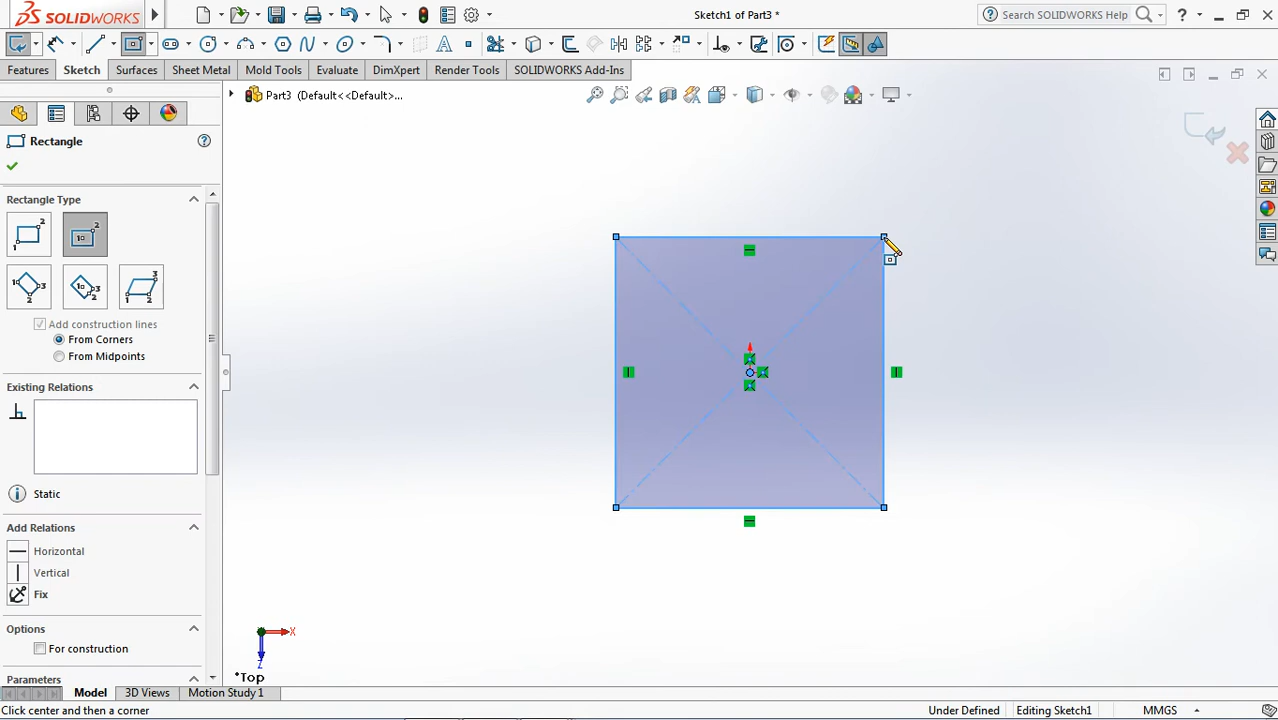 SOLIDWORKS
Sketch1 of Part3 *
Search SOLIDWORKS Help
?
Features
Sketch
Surfaces
Sheet Metal
Mold Tools
Evaluate
DimXpert
Render Tools
SOLIDWORKS Add-Ins
Part3 (Default<<Default>...
Rectangle
Rectangle Type
Add construction lines
From Corners
From Midpoints
Existing Relations
Static
Add Relations
Horizontal
Vertical
Fix
Options
For construction
Parameters
X
Z
*Top
Model
3D Views
Motion Study 1
Click center and then a corner
Under Defined
Editing Sketch1
MMGS